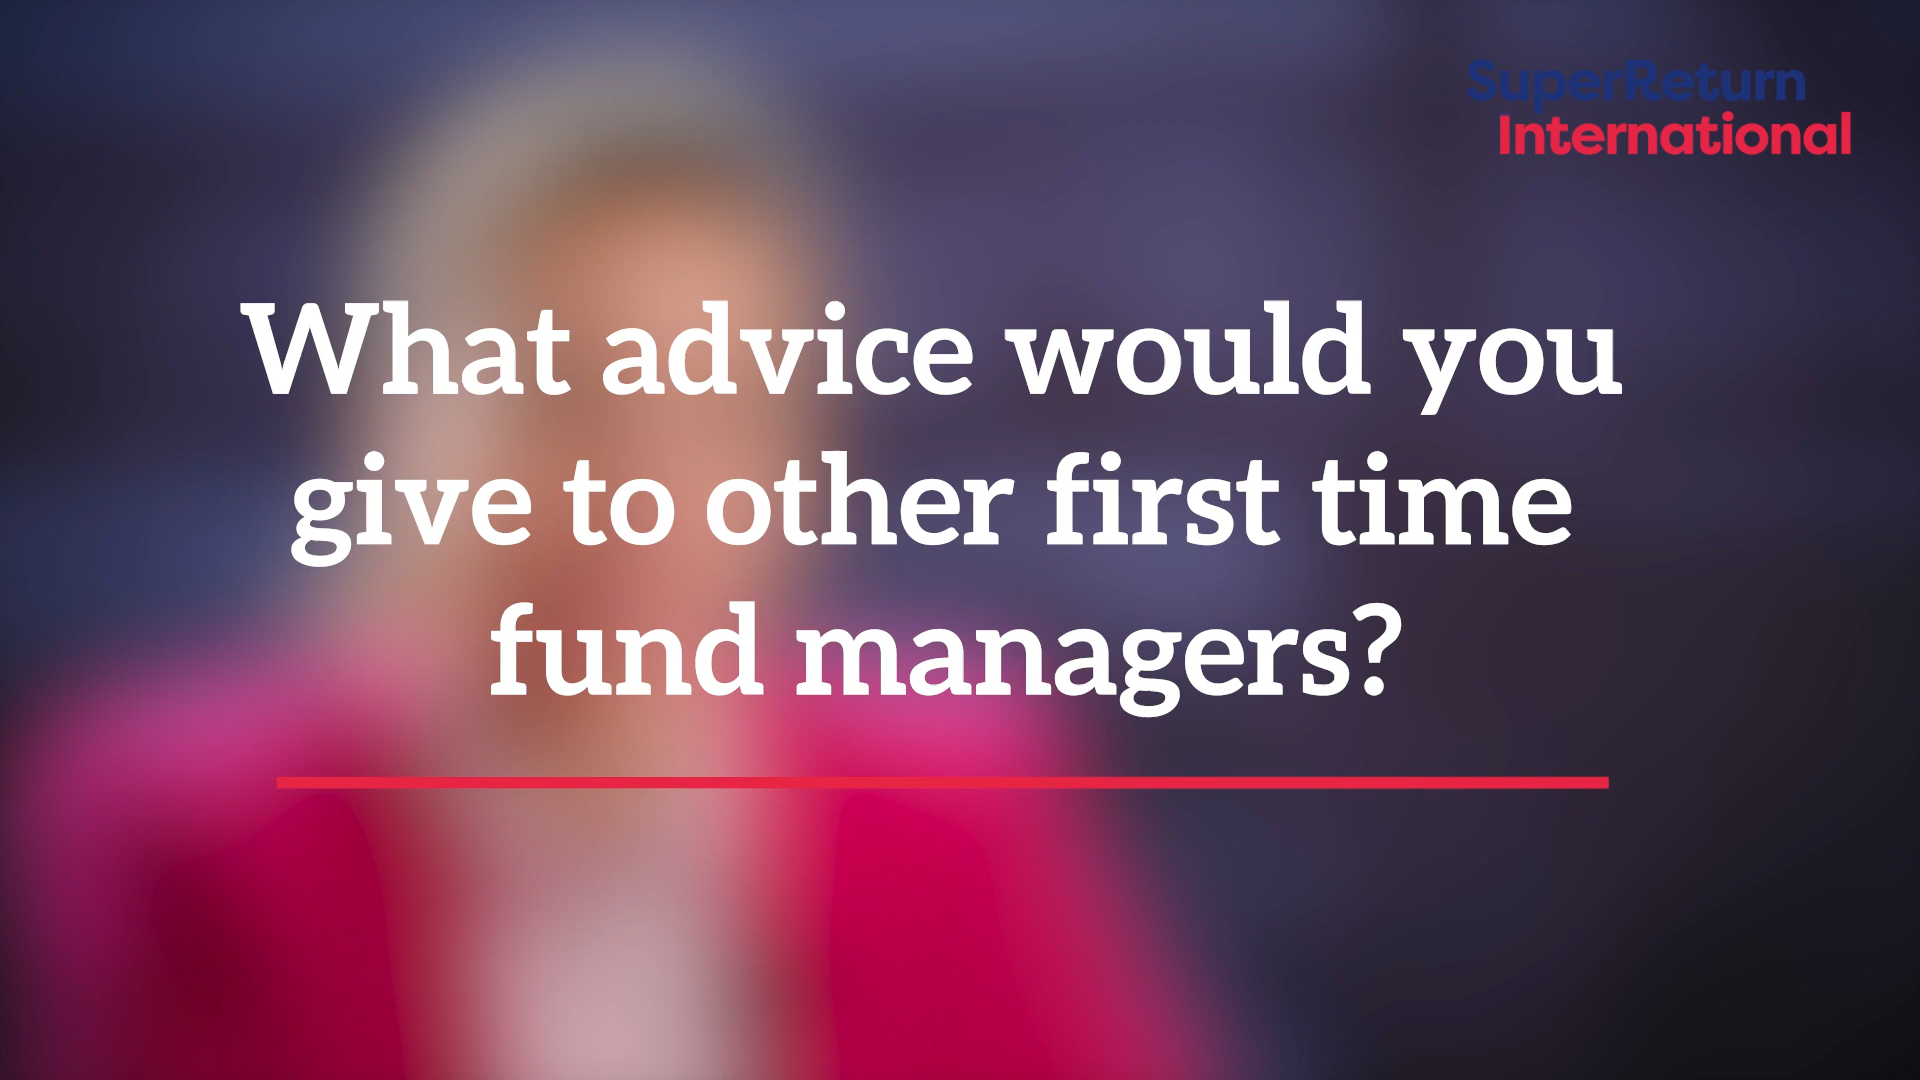 SuperReturn
International
What advice would you
give to other first time
fund managers?